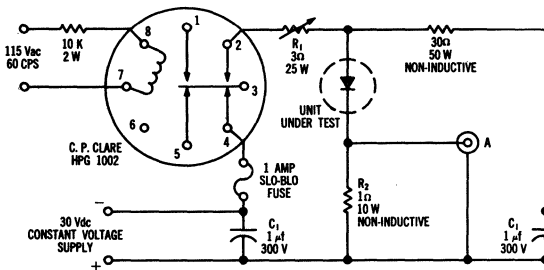 115 Vac
60 CPS
10 K
2 W
8
7
6
5
1
2
3
4
C. P. CLARE
HPG 1002
R1
3Ω
25 W
30Ω
50 W
NON-INDUCTIVE
UNIT
UNDER TEST
A
1 AMP
SLO-BLO
FUSE
−
30 Vdc
CONSTANT VOLTAGE
SUPPLY
+
C1
1 μf
300 V
R2
1Ω
10 W
NON-INDUCTIVE
C1
1 μf
300 V